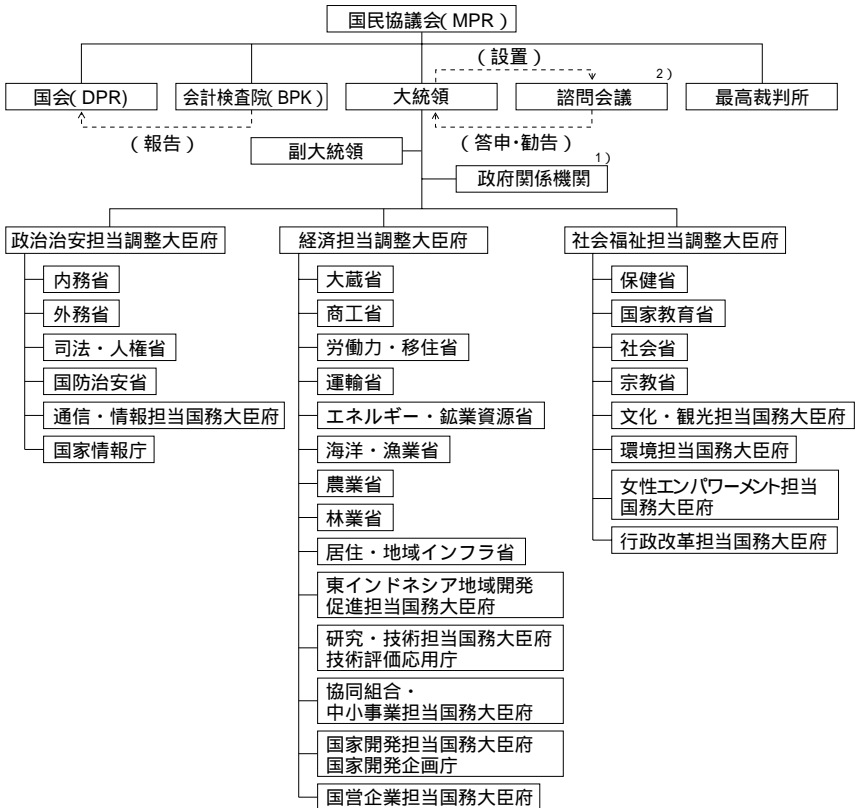 国民協議会(MPR)
(設置)
国会(DPR)
会計検査院(BPK)
大統領
諮問会議
2)
最高裁判所
(報告)
(答申・勧告)
副大統領
政府関係機関
1)
政治治安担当調整大臣府
内務省
外務省
司法・人権省
国防治安省
通信・情報担当国務大臣府
国家情報庁
経済担当調整大臣府
大蔵省
商工省
労働力・移住省
運輸省
エネルギー・鉱業資源省
海洋・漁業省
農業省
林業省
居住・地域インフラ省
東インドネシア地域開発
促進担当国務大臣府
研究・技術担当国務大臣府
技術評価応用庁
協同組合・
中小事業担当国務大臣府
国家開発担当国務大臣府
国家開発企画庁
国営企業担当国務大臣府
社会福祉担当調整大臣府
保健省
国家教育省
社会省
宗教省
文化・観光担当国務大臣府
環境担当国務大臣府
女性エンパワーメント担当
国務大臣府
行政改革担当国務大臣府